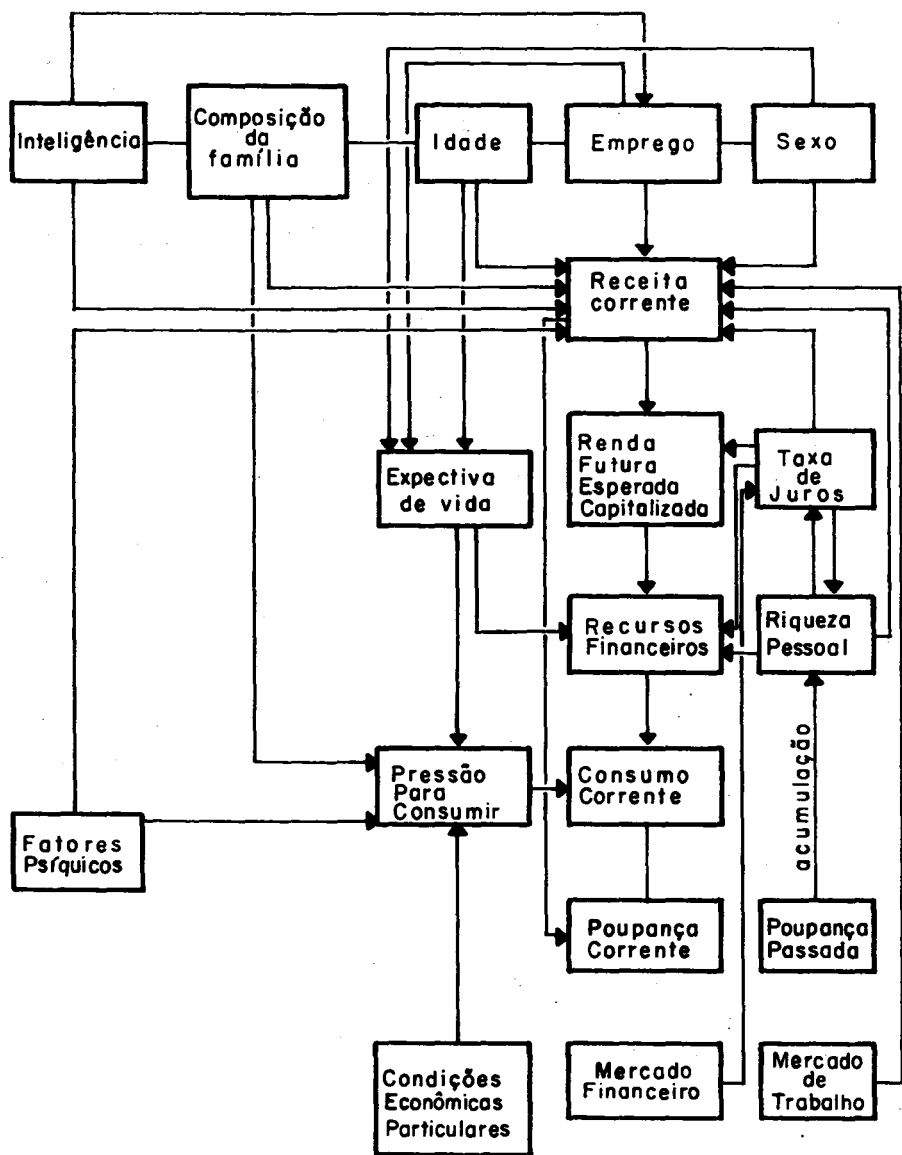 Inteligência
Composição
da
família
Idade
Emprego
Sexo
Receita
corrente
Renda
Futura
Esperada
Capitalizada
Taxa
de
Juros
Expectiva
de vida
Recursos
Financeiros
Riqueza
Pessoal
acumulação
Pressão
Para
Consumir
Consumo
Corrente
Fatores
Psíquicos
Poupança
Corrente
Poupança
Passada
Condições
Econômicas
Particulares
Mercado
Financeiro
Mercado
de
Trabalho